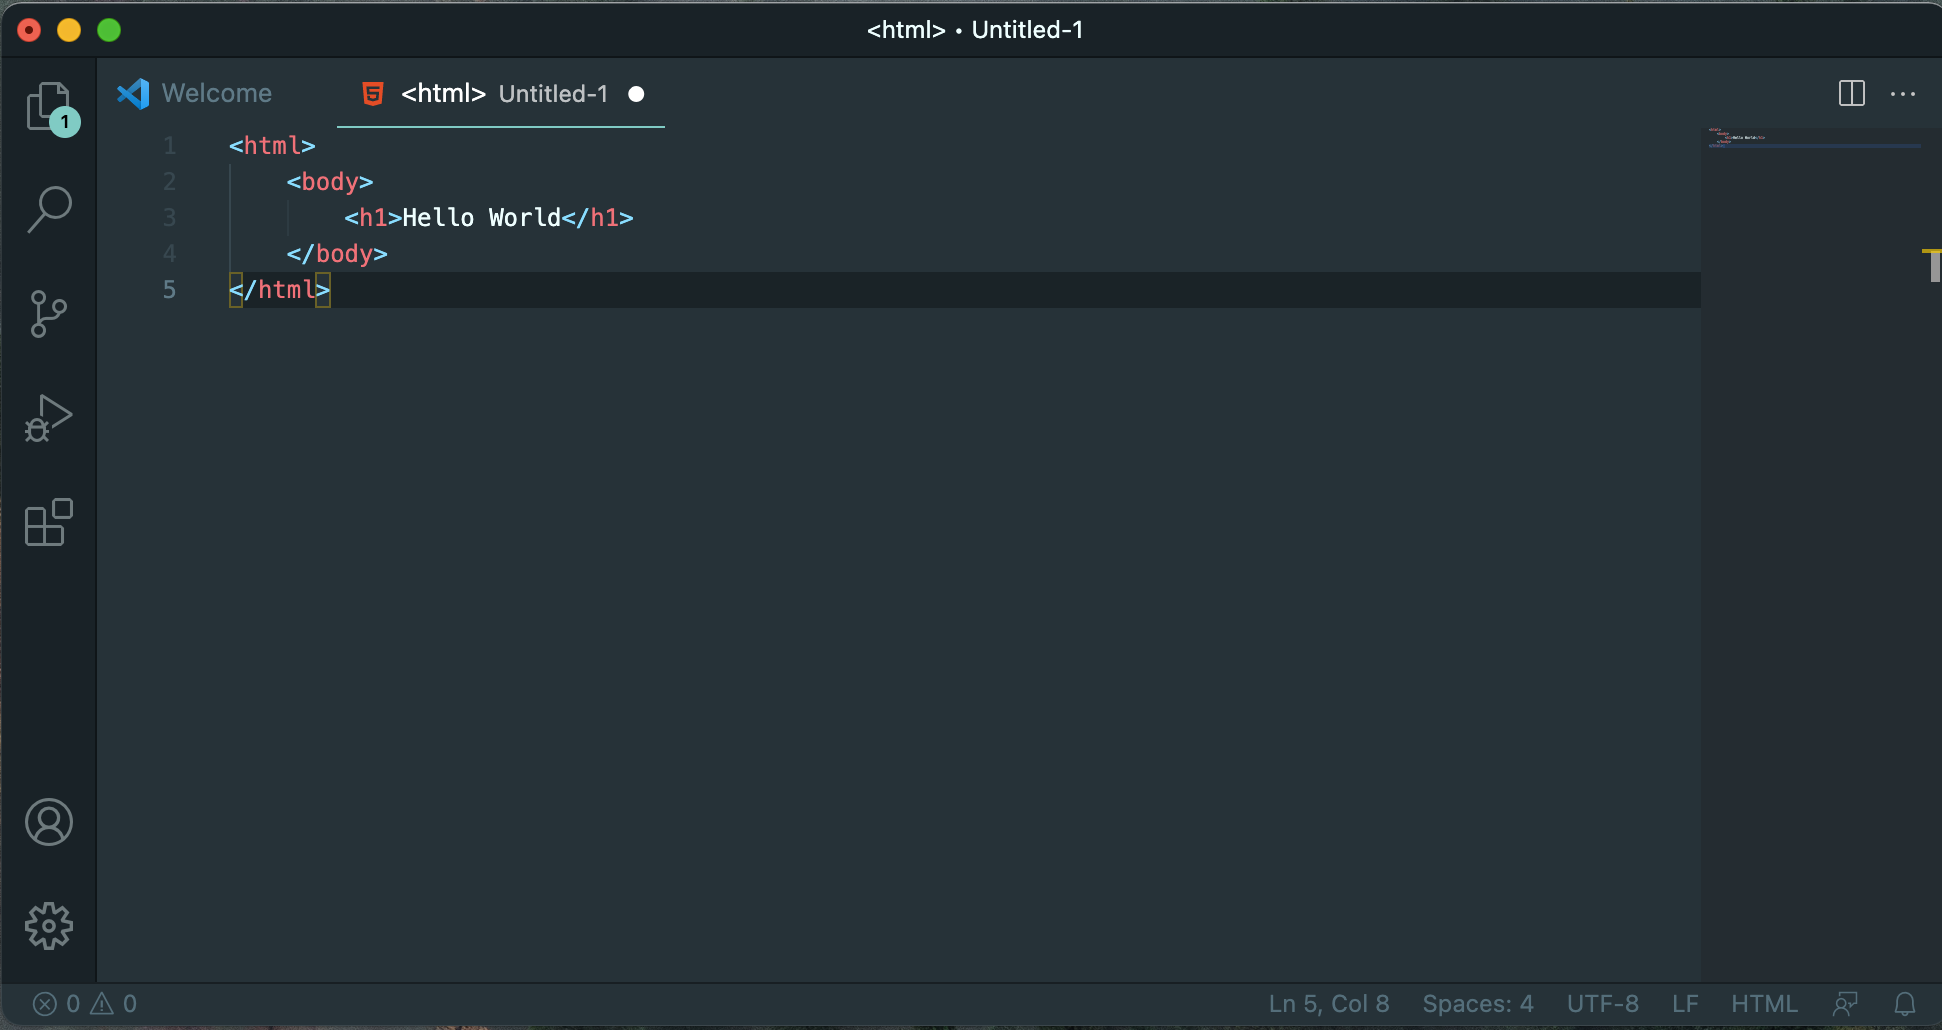 <html> • Untitled-1
Welcome <html> Untitled-1
1
1 <html>
2 <body>
3 <h1>Hello World</h1>
4 </body>
5 </html>
0 0 Ln 5, Col 8 Spaces: 4 UTF-8 LF HTML